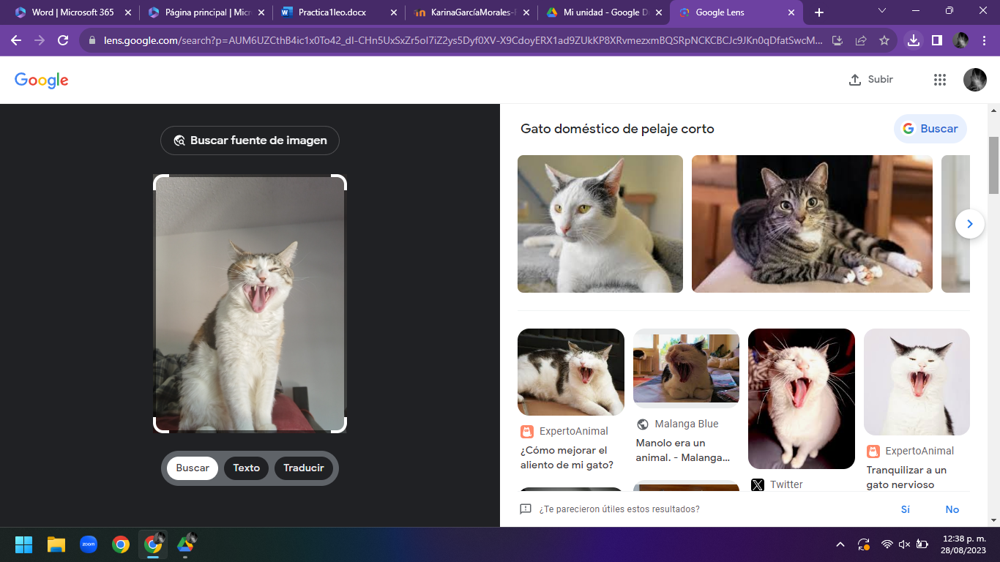 Word | Microsoft 365
Página principal | Micr
Practica1leo.docx
KarinaGarcíaMorales-
Mi unidad - Google D
Google Lens
lens.google.com/search?p=AUM6UZCthB4ic1x0To42_dI-CHn5UxSxZr5oI7iZ2ys5Dyf0XV-X9CdoyERX1ad9ZUkKP8XRvmezxmBQSRpNCKCBCJc9JKn0qDfatSwcM...
Google
Subir
Buscar fuente de imagen
Buscar
Texto
Traducir
Gato doméstico de pelaje corto
Buscar
ExpertoAnimal
¿Cómo mejorar el
aliento de mi gato?
Malanga Blue
Manolo era un
animal. - Malanga...
Twitter
ExpertoAnimal
Tranquilizar a un
gato nervioso
¿Te parecieron útiles estos resultados?
Sí
No
zoom
12:38 p. m.
28/08/2023